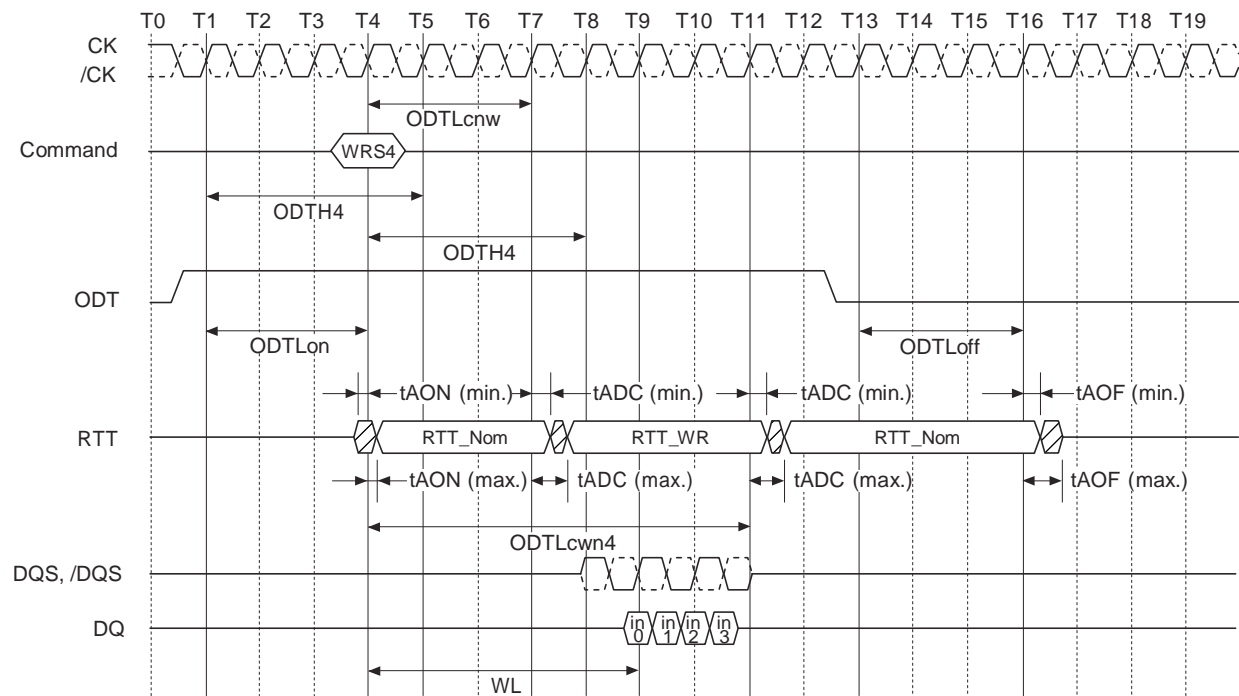 T0 T1 T2 T3 T4 T5 T6 T7 T8 T9 T10 T11 T12 T13 T14 T15 T16 T17 T18 T19
CK
/CK
ODTLcnw
Command
WRS4
ODTH4
ODTH4
ODT
ODTLon
ODTLoff
tAON (min.) tADC (min.) tADC (min.) tAOF (min.)
RTT
RTT_Nom RTT_WR RTT_Nom
tAON (max.) tADC (max.) tADC (max.) tAOF (max.)
ODTLcwn4
DQS, /DQS
DQ
in 0 in 1 in 2 in 3
WL